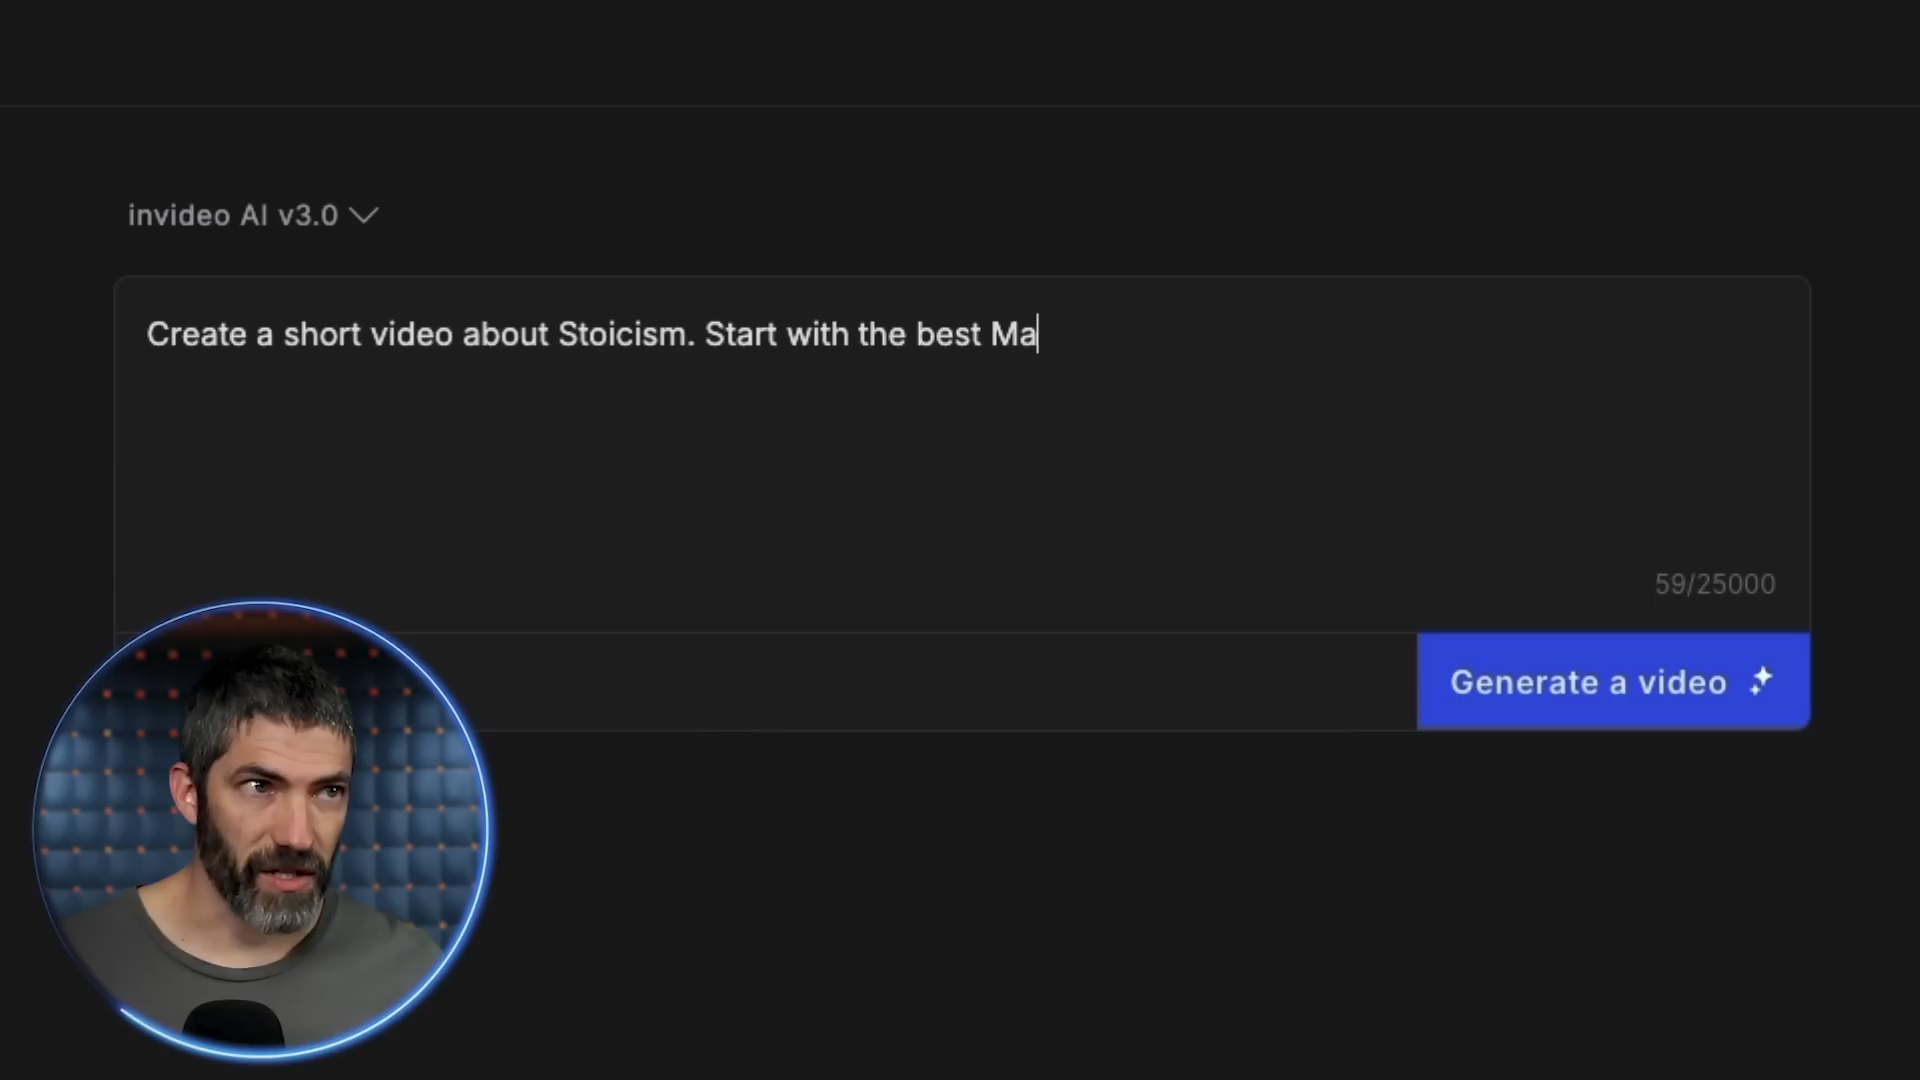 invideo AI v3.0
Create a short video about Stoicism. Start with the best Ma
59/25000
Generate a video